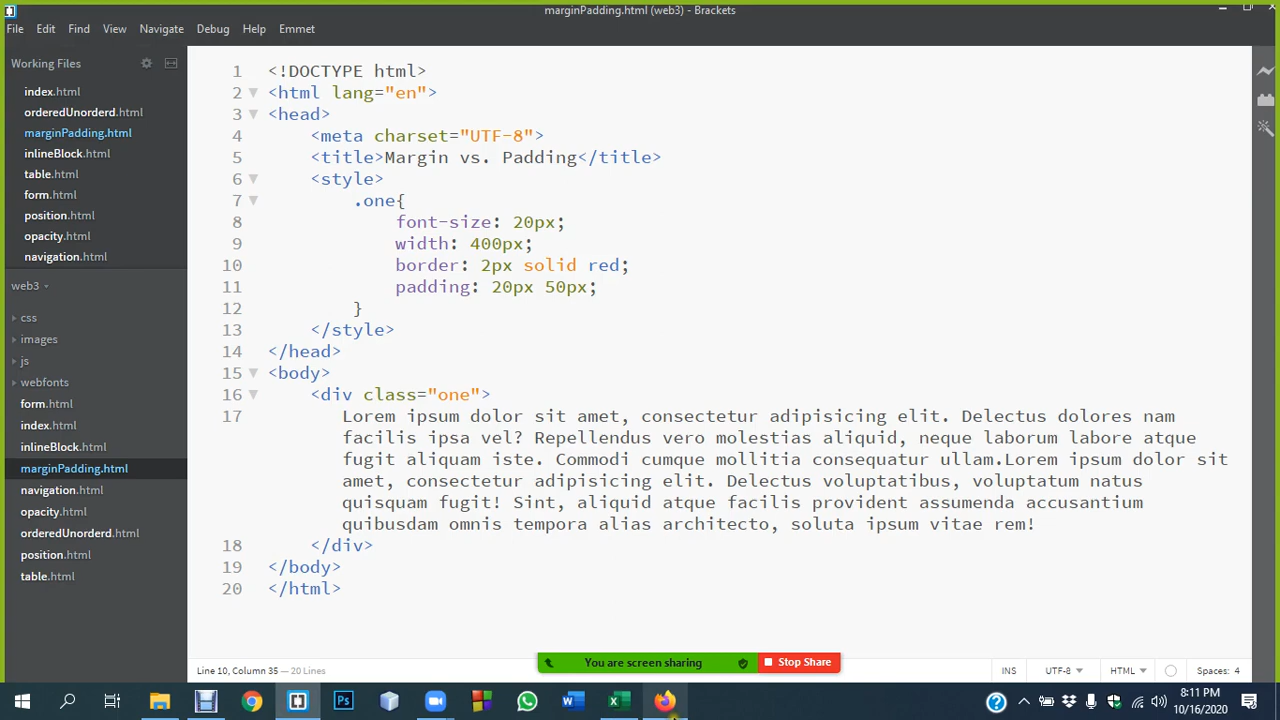 marginPadding.html (web3) - Brackets
File Edit Find View Navigate Debug Help Emmet
Working Files
index.html
orderedUnorderd.html
marginPadding.html
inlineBlock.html
table.html
form.html
position.html
opacity.html
navigation.html
web3
css
images
js
webfonts
form.html
index.html
inlineBlock.html
marginPadding.html
navigation.html
opacity.html
orderedUnorderd.html
position.html
table.html
1 <!DOCTYPE html>
2 <html lang="en">
3 <head>
4 <meta charset="UTF-8">
5 <title>Margin vs. Padding</title>
6 <style>
7 .one{
8 font-size: 20px;
9 width: 400px;
10 border: 2px solid red;
11 padding: 20px 50px;
12 }
13 </style>
14 </head>
15 <body>
16 <div class="one">
17 Lorem ipsum dolor sit amet, consectetur adipisicing elit. Delectus dolores nam
facilis ipsa vel? Repellendus vero molestias aliquid, neque laborum labore atque
fugit aliquam iste. Commodi cumque mollitia consequatur ullam.Lorem ipsum dolor sit
amet, consectetur adipisicing elit. Delectus voluptatibus, voluptatum natus
quisquam fugit! Sint, aliquid atque facilis provident assumenda accusantium
quibusdam omnis tempora alias architecto, soluta ipsum vitae rem!
18 </div>
19 </body>
20 </html>
You are screen sharing Stop Share
Line 10, Column 35 — 20 Lines
INS UTF-8 HTML Spaces: 4
8:11 PM
10/16/2020